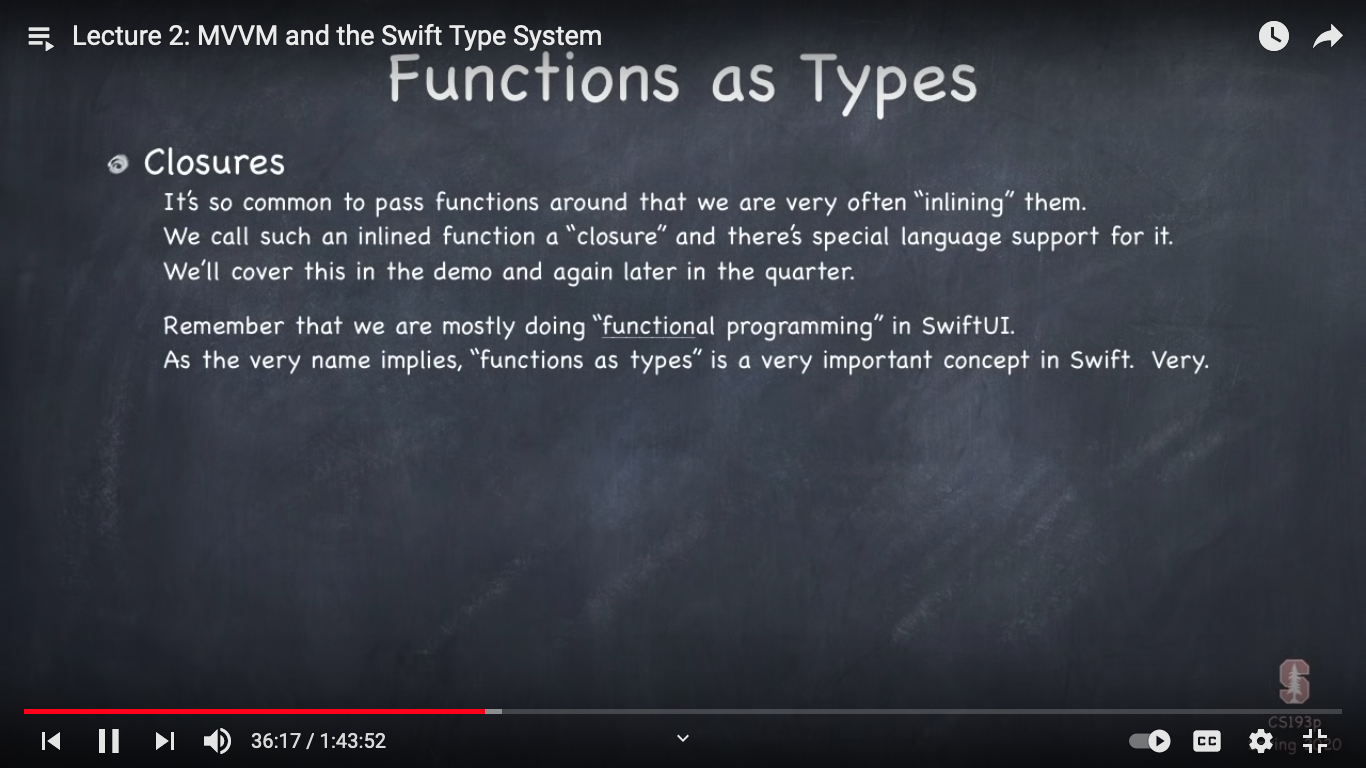 Lecture 2: MVVM and the Swift Type System
Functions as Types
Closures
It's so common to pass functions around that we are very often “inlining” them.
We call such an inlined function a “closure” and there's special language support for it.
We'll cover this in the demo and again later in the quarter.
Remember that we are mostly doing “functional programming” in SwiftUI.
As the very name implies, “functions as types” is a very important concept in Swift. Very.
S
CS193p
36:17 / 1:43:52
CC